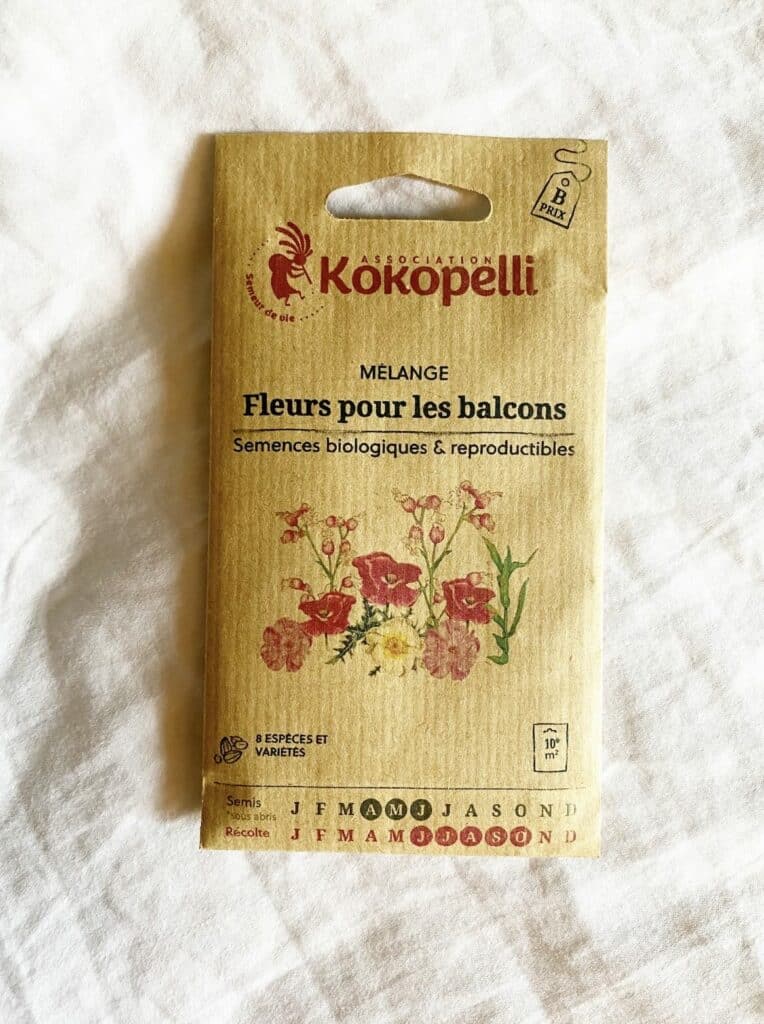 B
PRIX
ASSOCIATION
Kokopelli
Semeur de vie
MÉLANGE
Fleurs pour les balcons
Semences biologiques & reproductibles
8 ESPÈCES ET
VARIÉTÉS
10*
m²
Semis J F M A M J J A S O N D
*sous abris
Récolte J F M A M J J A S O N D